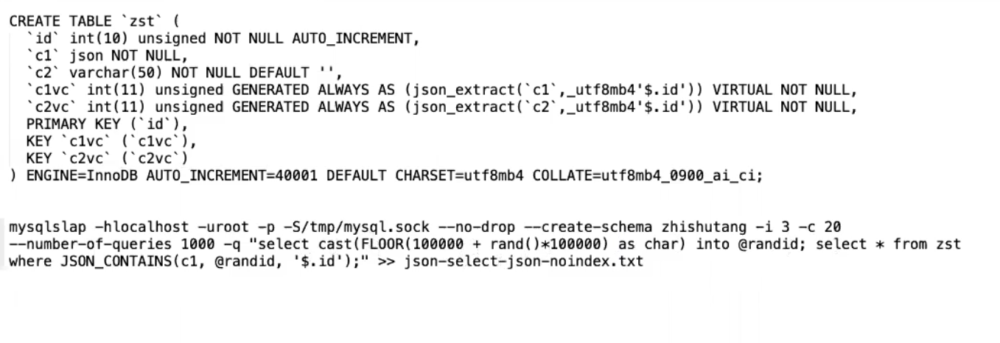 CREATE TABLE `zst` (
`id` int(10) unsigned NOT NULL AUTO_INCREMENT,
`c1` json NOT NULL,
`c2` varchar(50) NOT NULL DEFAULT '',
`c1vc` int(11) unsigned GENERATED ALWAYS AS (json_extract(`c1`,_utf8mb4'$.id')) VIRTUAL NOT NULL,
`c2vc` int(11) unsigned GENERATED ALWAYS AS (json_extract(`c2`,_utf8mb4'$.id')) VIRTUAL NOT NULL,
PRIMARY KEY (`id`),
KEY `c1vc` (`c1vc`),
KEY `c2vc` (`c2vc`)
) ENGINE=InnoDB AUTO_INCREMENT=40001 DEFAULT CHARSET=utf8mb4 COLLATE=utf8mb4_0900_ai_ci;
mysqlslap -hlocalhost -uroot -p -S/tmp/mysql.sock --no-drop --create-schema zhishutang -i 3 -c 20
--number-of-queries 1000 -q "select cast(FLOOR(100000 + rand()*100000) as char) into @randid; select * from zst
where JSON_CONTAINS(c1, @randid, '$.id');" >> json-select-json-noindex.txt